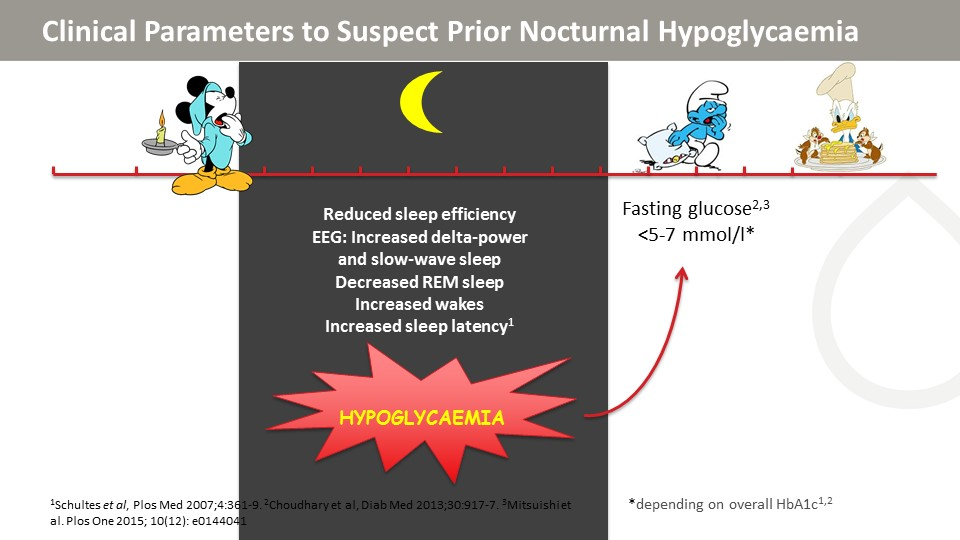 Clinical Parameters to Suspect Prior Nocturnal Hypoglycaemia
Reduced sleep efficiency
EEG: Increased delta-power
and slow-wave sleep
Decreased REM sleep
Increased wakes
Increased sleep latency¹
HYPOGLYCAEMIA
Fasting glucose²,³
<5-7 mmol/l*
¹Schultes et al, Plos Med 2007;4:361-9. ²Choudhary et al, Diab Med 2013;30:917-7. ³Mitsuishi et
al. Plos One 2015; 10(12): e0144041
*depending on overall HbA1c¹,²